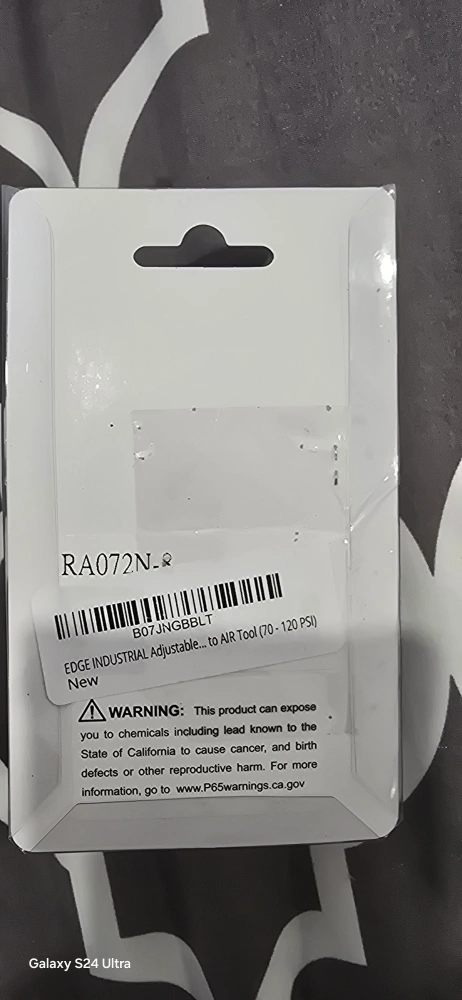 RA072N-8
B07JNGBBLT
EDGE INDUSTRIAL Adjustable... to AIR Tool (70 - 120 PSI)
New
WARNING: This product can expose
you to chemicals including lead known to the
State of California to cause cancer, and birth
defects or other reproductive harm. For more
information, go to www.P65warnings.ca.gov
Galaxy S24 Ultra